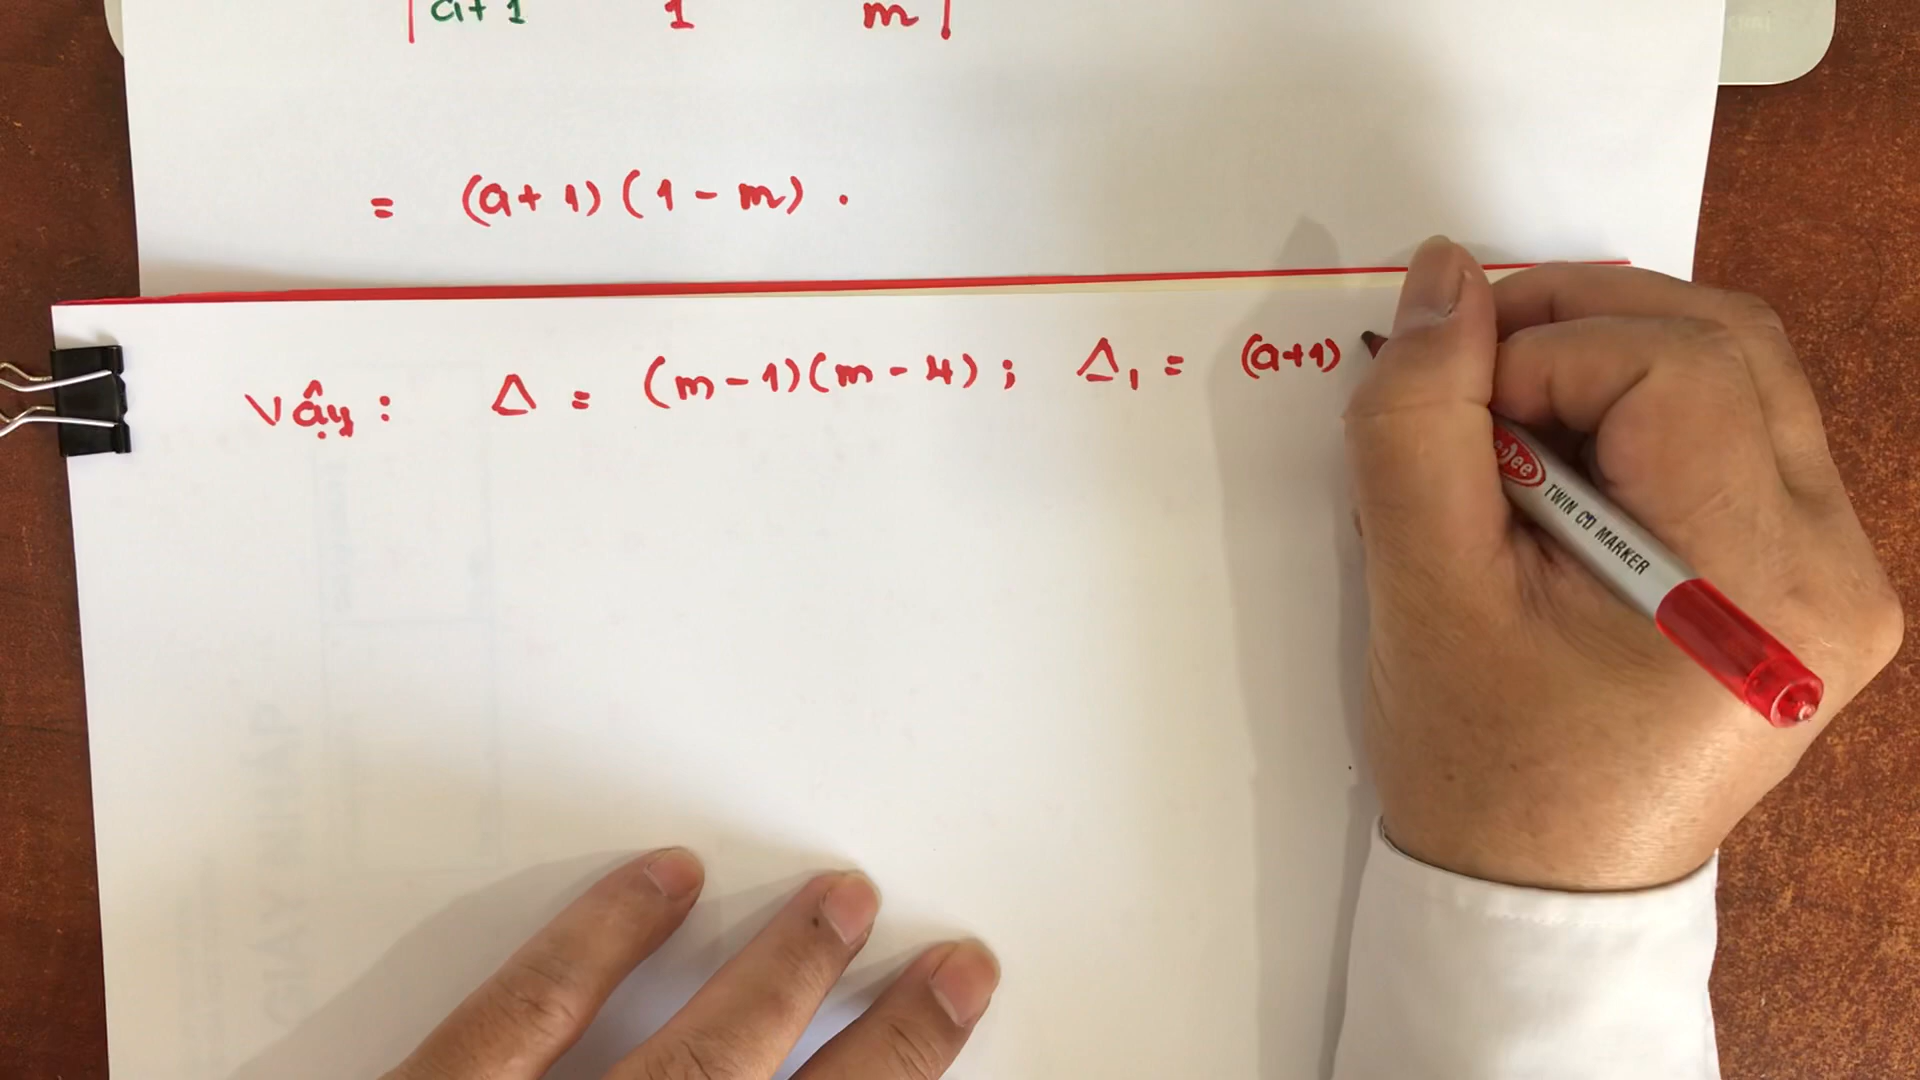 a+1 1 m
= (a+1)(1-m).
Vậy: Δ = (m-1)(m-4); Δ₁ = (a+1)
TWIN CD MARKER